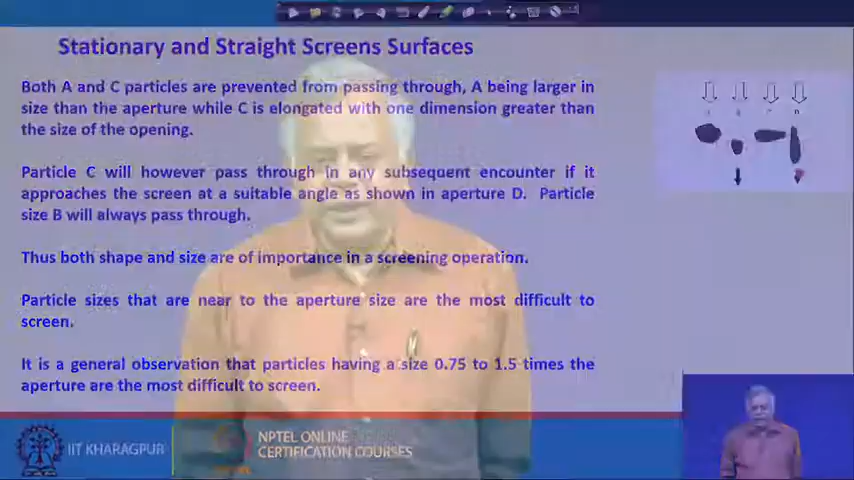 Stationary and Straight Screens Surfaces
Both A and C particles are prevented from passing through, A being larger in
size than the aperture while C is elongated with one dimension greater than
the size of the opening.
Particle C will however pass through in any subsequent encounter if it
approaches the screen at a suitable angle as shown in aperture D. Particle
size B will always pass through.
Thus both shape and size are of importance in a screening operation.
Particle sizes that are near to the aperture size are the most difficult to
screen.
It is a general observation that particles having a size 0.75 to 1.5 times the
aperture are the most difficult to screen.
IIT KHARAGPUR
NPTEL ONLINE
CERTIFICATION COURSES